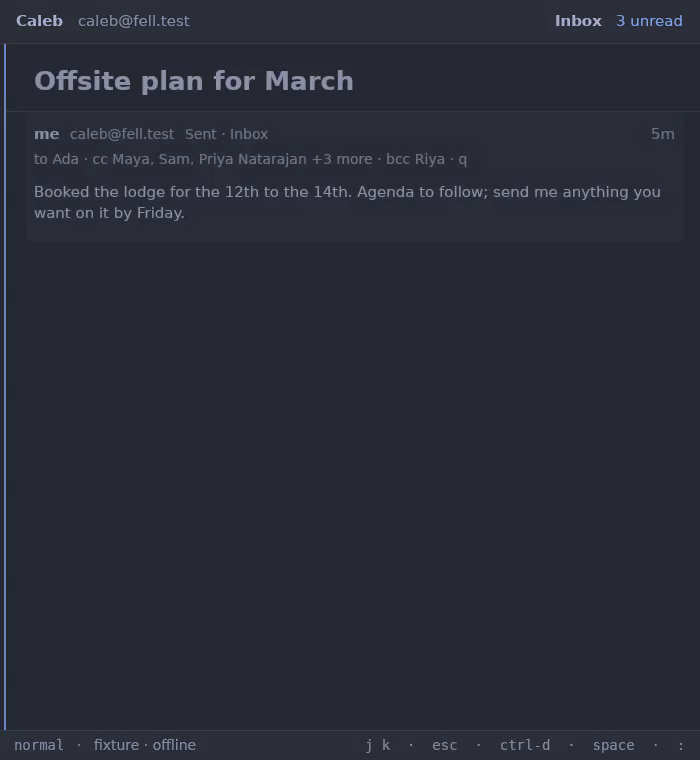 Caleb caleb@fell.test Inbox 3 unread
Offsite plan for March
me caleb@fell.test Sent · Inbox 5m
to Ada · cc Maya, Sam, Priya Natarajan +3 more · bcc Riya · q
Booked the lodge for the 12th to the 14th. Agenda to follow; send me anything you
want on it by Friday.
normal · fixture · offline j k · esc · ctrl-d · space · :